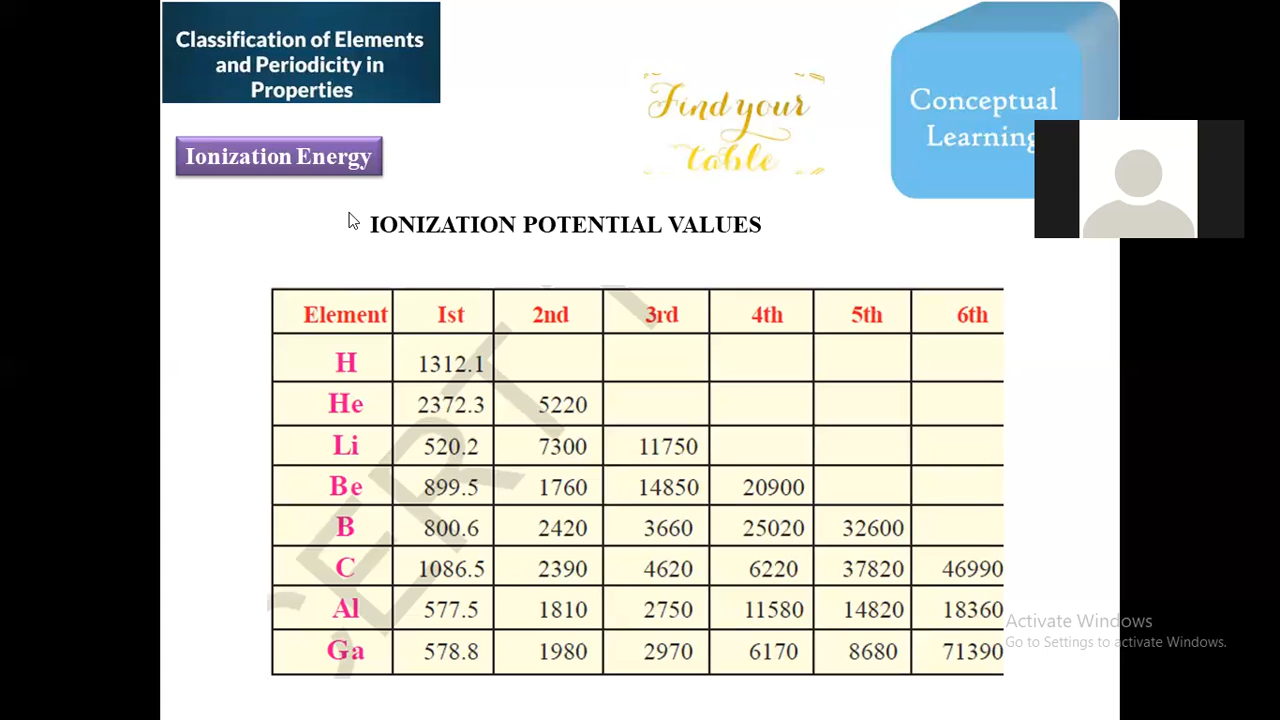 Classification of Elements
and Periodicity in
Properties
Find your
table
Conceptual
Learning
Ionization Energy
IONIZATION POTENTIAL VALUES
Element Ist 2nd 3rd 4th 5th 6th
H 1312.1
He 2372.3 5220
Li 520.2 7300 11750
Be 899.5 1760 14850 20900
B 800.6 2420 3660 25020 32600
C 1086.5 2390 4620 6220 37820 46990
Al 577.5 1810 2750 11580 14820 18360
Ga 578.8 1980 2970 6170 8680 71390
CERT
Activate Windows
Go to Settings to activate Windows.